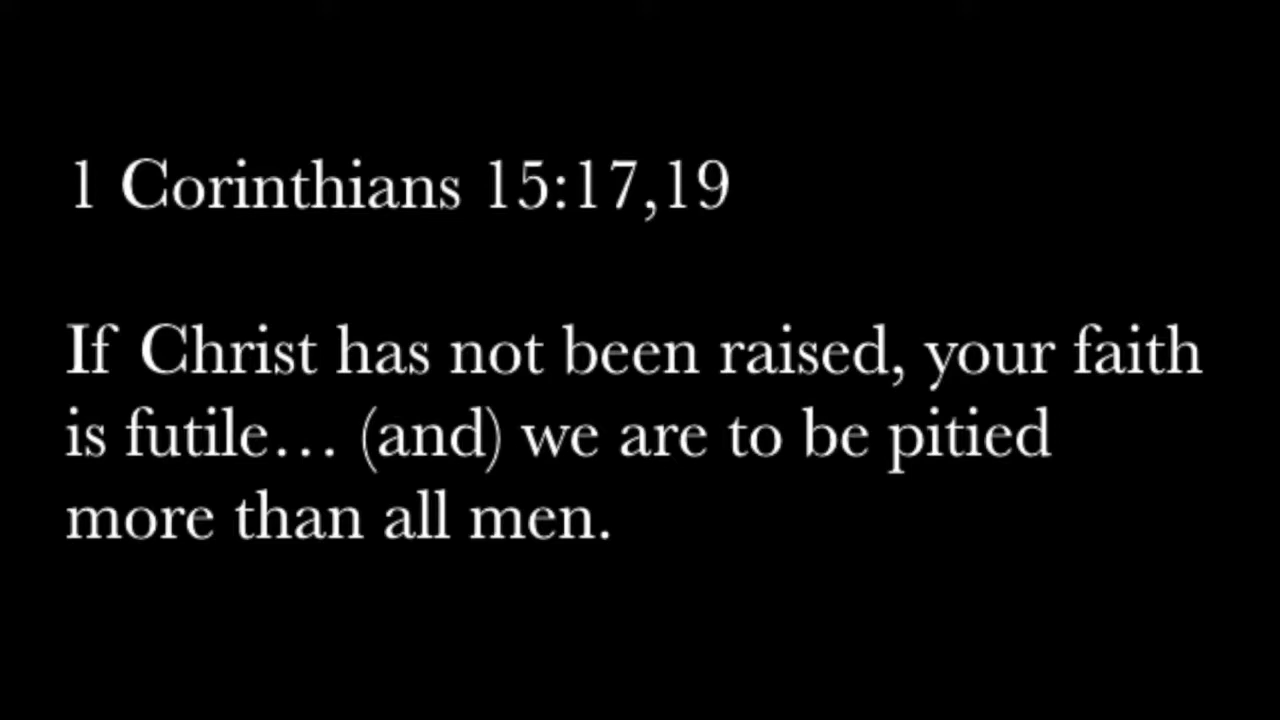 1 Corinthians 15:17,19
If Christ has not been raised, your faith
is futile… (and) we are to be pitied
more than all men.